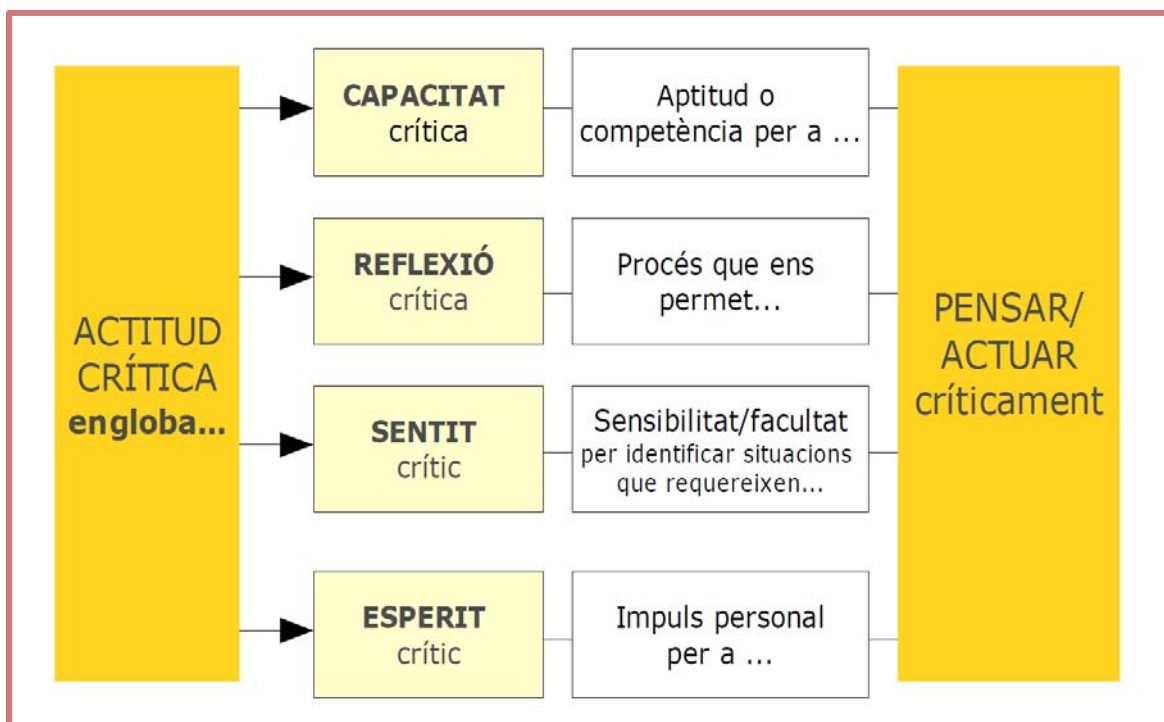 ACTITUD
CRÍTICA
engloba...
CAPACITAT
crítica
Aptitud o
competència per a ...
REFLEXIÓ
crítica
Procés que ens
permet...
SENTIT
crític
Sensibilitat/facultat
per identificar situacions
que requereixen...
ESPERIT
crític
Impuls personal
per a ...
PENSAR/
ACTUAR
críticament